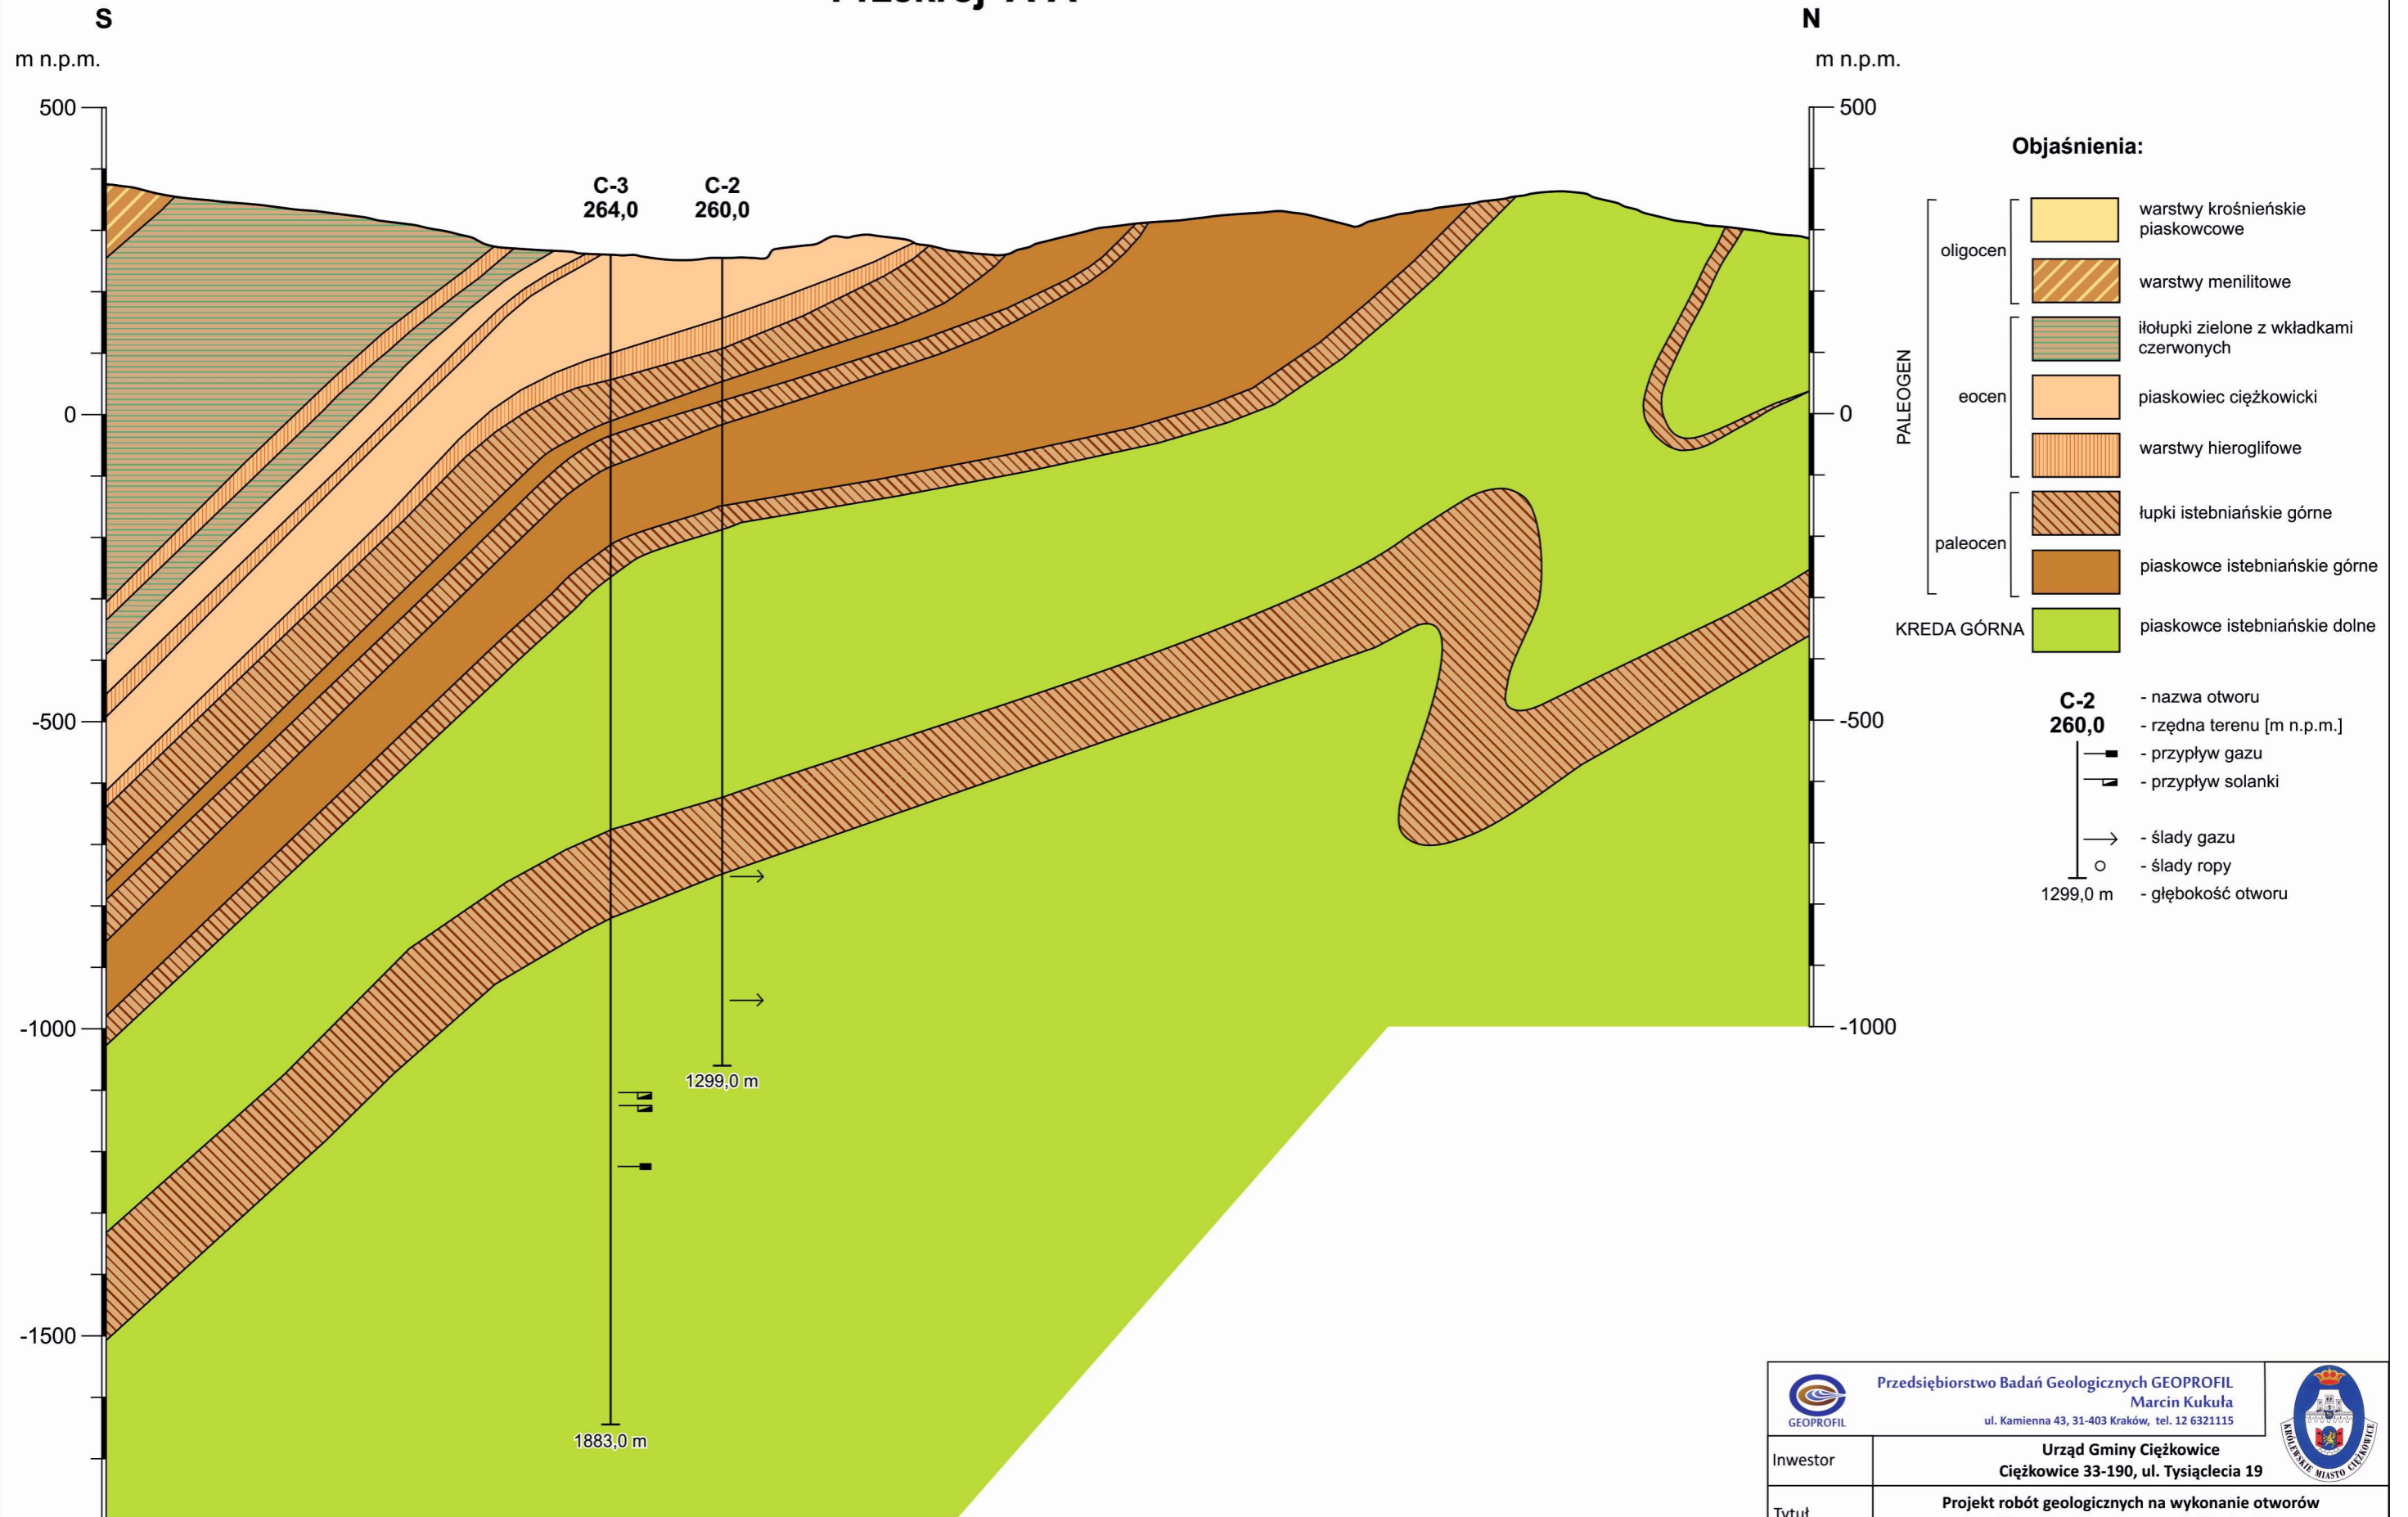 S
N
m n.p.m.
m n.p.m.
500
0
-500
-1000
-1500
C-3
264,0
C-2
260,0
1299,0 m
1883,0 m
500
0
-500
-1000
Objaśnienia:
PALEOGEN
oligocen
eocen
paleocen
KREDA GÓRNA
warstwy krośnieńskie
piaskowcowe
warstwy menilitowe
iłołupki zielone z wkładkami
czerwonych
piaskowiec ciężkowicki
warstwy hieroglifowe
łupki istebniańskie górne
piaskowce istebniańskie górne
piaskowce istebniańskie dolne
C-2 - nazwa otworu
260,0 - rzędna terenu [m n.p.m.]
- przypływ gazu
- przypływ solanki
- ślady gazu
- ślady ropy
1299,0 m - głębokość otworu
GEOPROFIL
Przedsiębiorstwo Badań Geologicznych GEOPROFIL
Marcin Kukuła
ul. Kamienna 43, 31-403 Kraków, tel. 12 6321115
KRÓLEWSKIE MIASTO CIĘŻKOWICE
Inwestor
Urząd Gminy Ciężkowice
Ciężkowice 33-190, ul. Tysiąclecia 19
Tytuł
Projekt robót geologicznych na wykonanie otworów